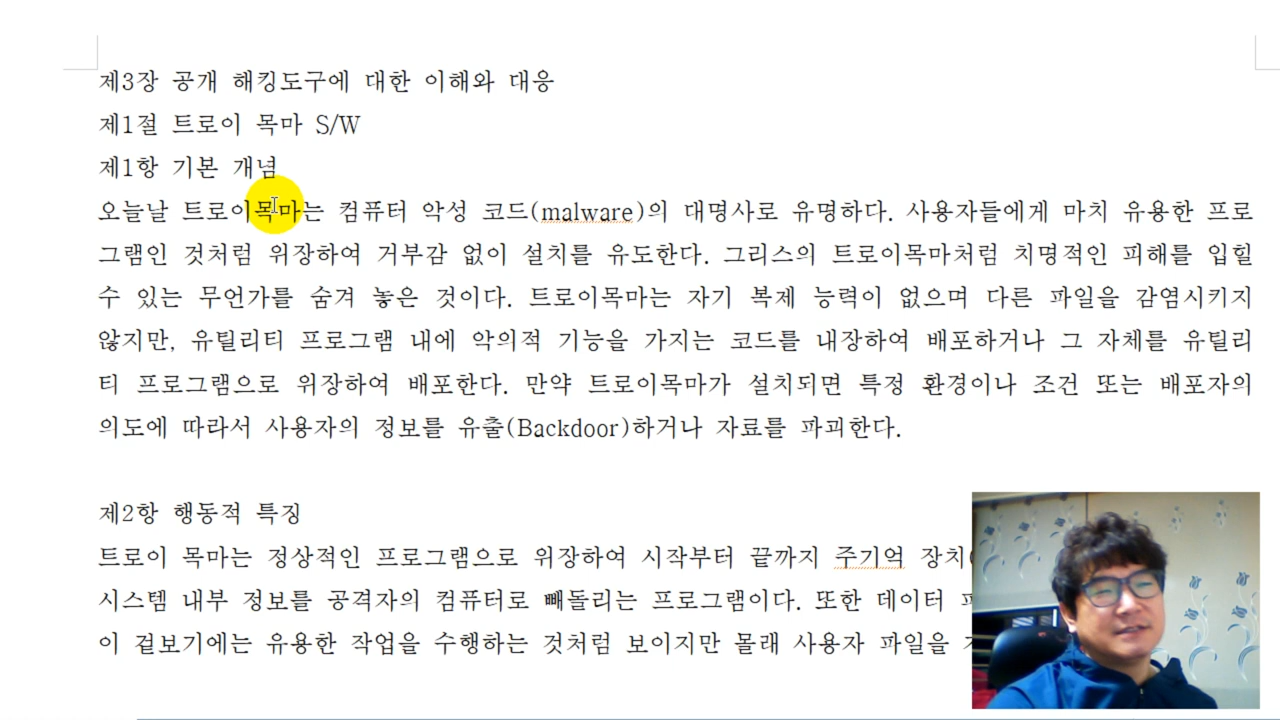 제3장 공개 해킹도구에 대한 이해와 대응
제1절 트로이 목마 S/W
제1항 기본 개념
오늘날 트로이목마는 컴퓨터 악성 코드(malware)의 대명사로 유명하다. 사용자들에게 마치 유용한 프로
그램인 것처럼 위장하여 거부감 없이 설치를 유도한다. 그리스의 트로이목마처럼 치명적인 피해를 입힐
수 있는 무언가를 숨겨 놓은 것이다. 트로이목마는 자기 복제 능력이 없으며 다른 파일을 감염시키지
않지만, 유틸리티 프로그램 내에 악의적 기능을 가지는 코드를 내장하여 배포하거나 그 자체를 유틸리
티 프로그램으로 위장하여 배포한다. 만약 트로이목마가 설치되면 특정 환경이나 조건 또는 배포자의
의도에 따라서 사용자의 정보를 유출(Backdoor)하거나 자료를 파괴한다.
제2항 행동적 특징
트로이 목마는 정상적인 프로그램으로 위장하여 시작부터 끝까지 주기억 장치(
시스템 내부 정보를 공격자의 컴퓨터로 빼돌리는 프로그램이다. 또한 데이터
이 겉보기에는 유용한 작업을 수행하는 것처럼 보이지만 몰래 사용자 파일을